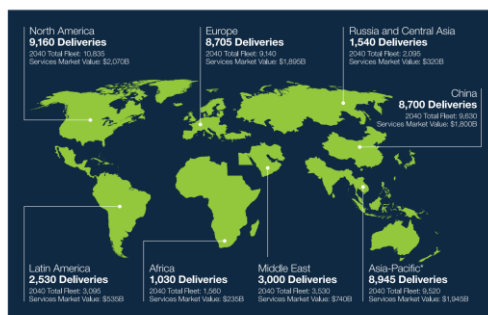 North America
9,160 Deliveries
2040 Total Fleet: 10,835
Services Market Value: $2,070B
Europe
8,705 Deliveries
2040 Total Fleet: 9,140
Services Market Value: $1,895B
Russia and Central Asia
1,540 Deliveries
2040 Total Fleet: 2,095
Services Market Value: $320B
China
8,700 Deliveries
2040 Total Fleet: 9,630
Services Market Value: $1,800B
Latin America
2,530 Deliveries
2040 Total Fleet: 3,095
Services Market Value: $535B
Africa
1,030 Deliveries
2040 Total Fleet: 1,560
Services Market Value: $235B
Middle East
3,000 Deliveries
2040 Total Fleet: 3,530
Services Market Value: $740B
Asia-Pacific*
8,945 Deliveries
2040 Total Fleet: 9,520
Services Market Value: $1,945B